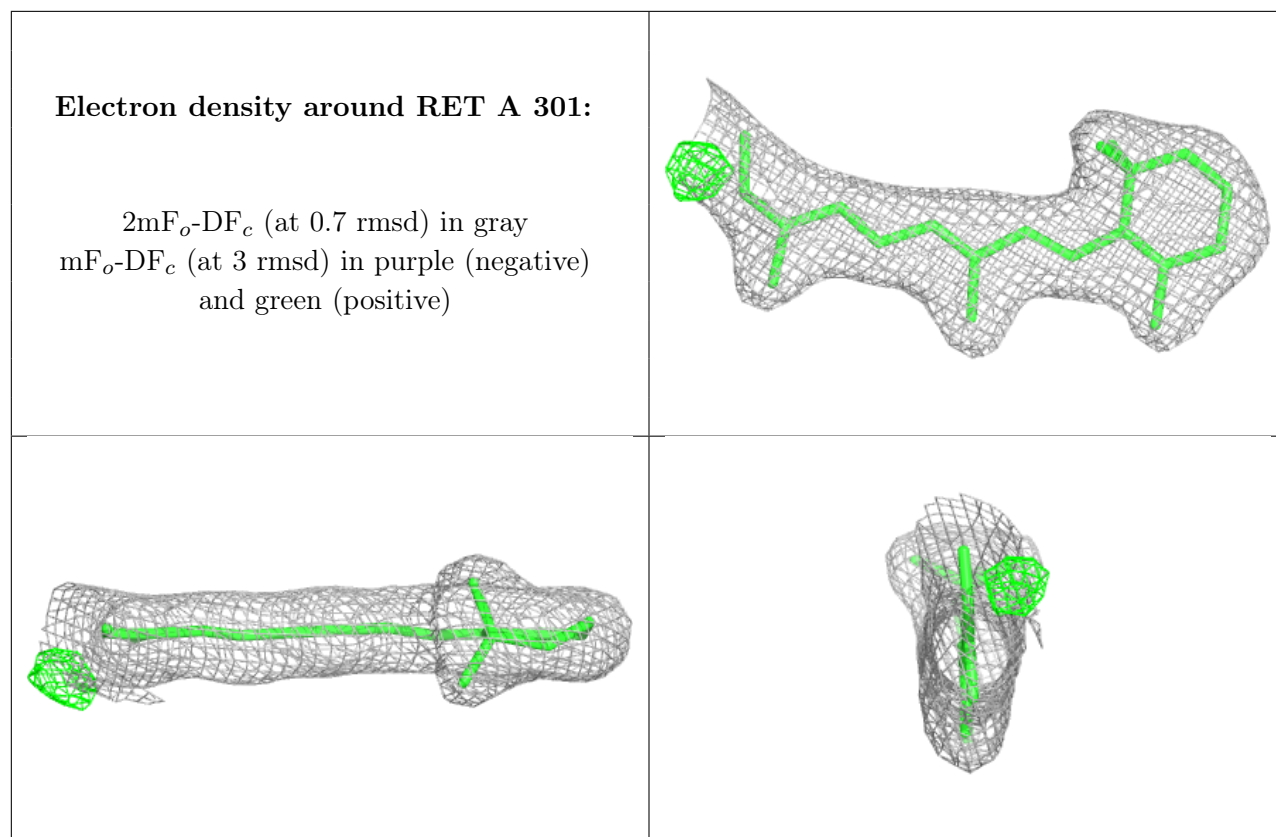 Electron density around RET A 301:
2mFₒ-DF𝒸 (at 0.7 rmsd) in gray
mFₒ-DF𝒸 (at 3 rmsd) in purple (negative)
and green (positive)